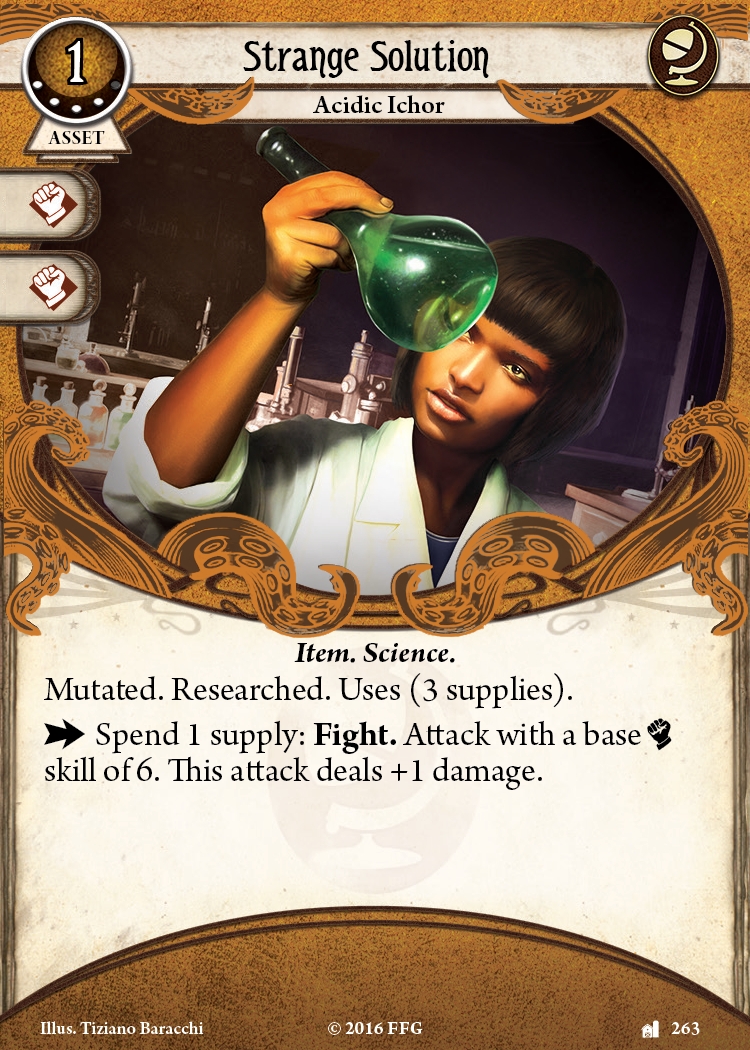 1
Strange Solution
Acidic Ichor
ASSET
Item. Science.
Mutated. Researched. Uses (3 supplies).
Spend 1 supply: Fight. Attack with a base
skill of 6. This attack deals +1 damage.
Illus. Tiziano Baracchi
© 2016 FFG
263